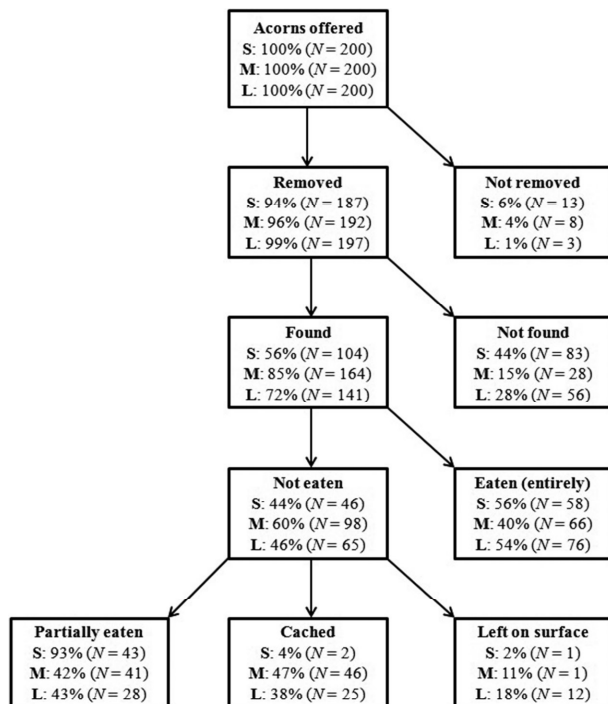 Acorns offered
S: 100% (N = 200)
M: 100% (N = 200)
L: 100% (N = 200)
Removed
S: 94% (N = 187)
M: 96% (N = 192)
L: 99% (N = 197)
Not removed
S: 6% (N = 13)
M: 4% (N = 8)
L: 1% (N = 3)
Found
S: 56% (N = 104)
M: 85% (N = 164)
L: 72% (N = 141)
Not found
S: 44% (N = 83)
M: 15% (N = 28)
L: 28% (N = 56)
Not eaten
S: 44% (N = 46)
M: 60% (N = 98)
L: 46% (N = 65)
Eaten (entirely)
S: 56% (N = 58)
M: 40% (N = 66)
L: 54% (N = 76)
Partially eaten
S: 93% (N = 43)
M: 42% (N = 41)
L: 43% (N = 28)
Cached
S: 4% (N = 2)
M: 47% (N = 46)
L: 38% (N = 25)
Left on surface
S: 2% (N = 1)
M: 11% (N = 1)
L: 18% (N = 12)